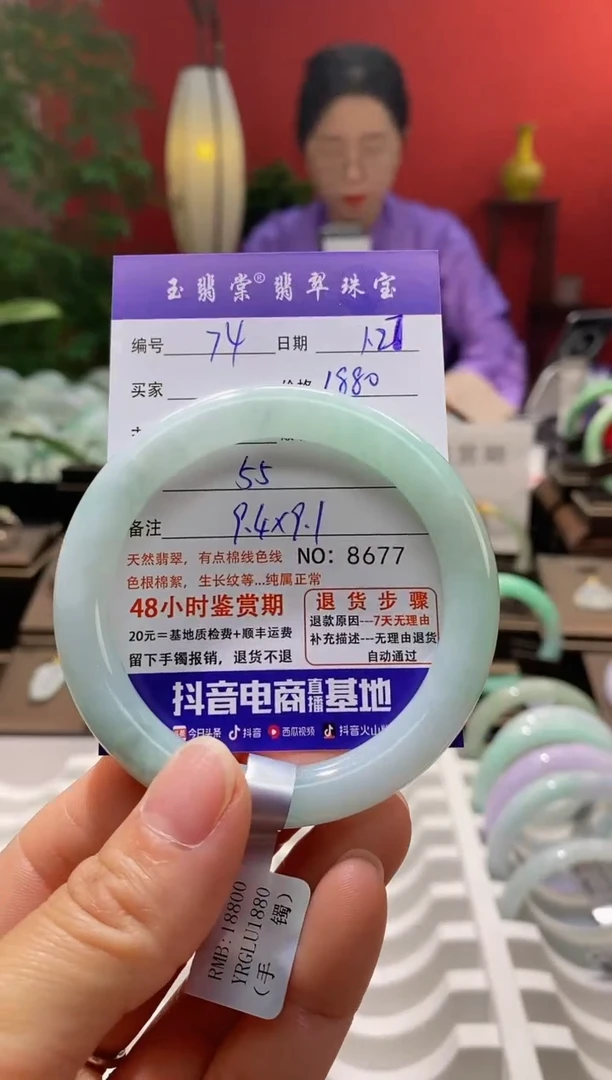 玉翡棠®翡翠珠宝
编号 74 日期 1.21
买家 价格 1880
55
备注 9.4×9.1
天然翡翠，有点棉线色线 NO：8677
色根棉絮，生长纹等...纯属正常
48小时鉴赏期
20元=基地质检费+顺丰运费
留下手镯报销，退货不退
退 货 步 骤
退款原因---7天无理由
补充描述---无理由退货
自动通过
抖音电商直播基地
今日头条 抖音 西瓜视频 抖音火山
RMB:18800
YRGLU1880
(手 镯)